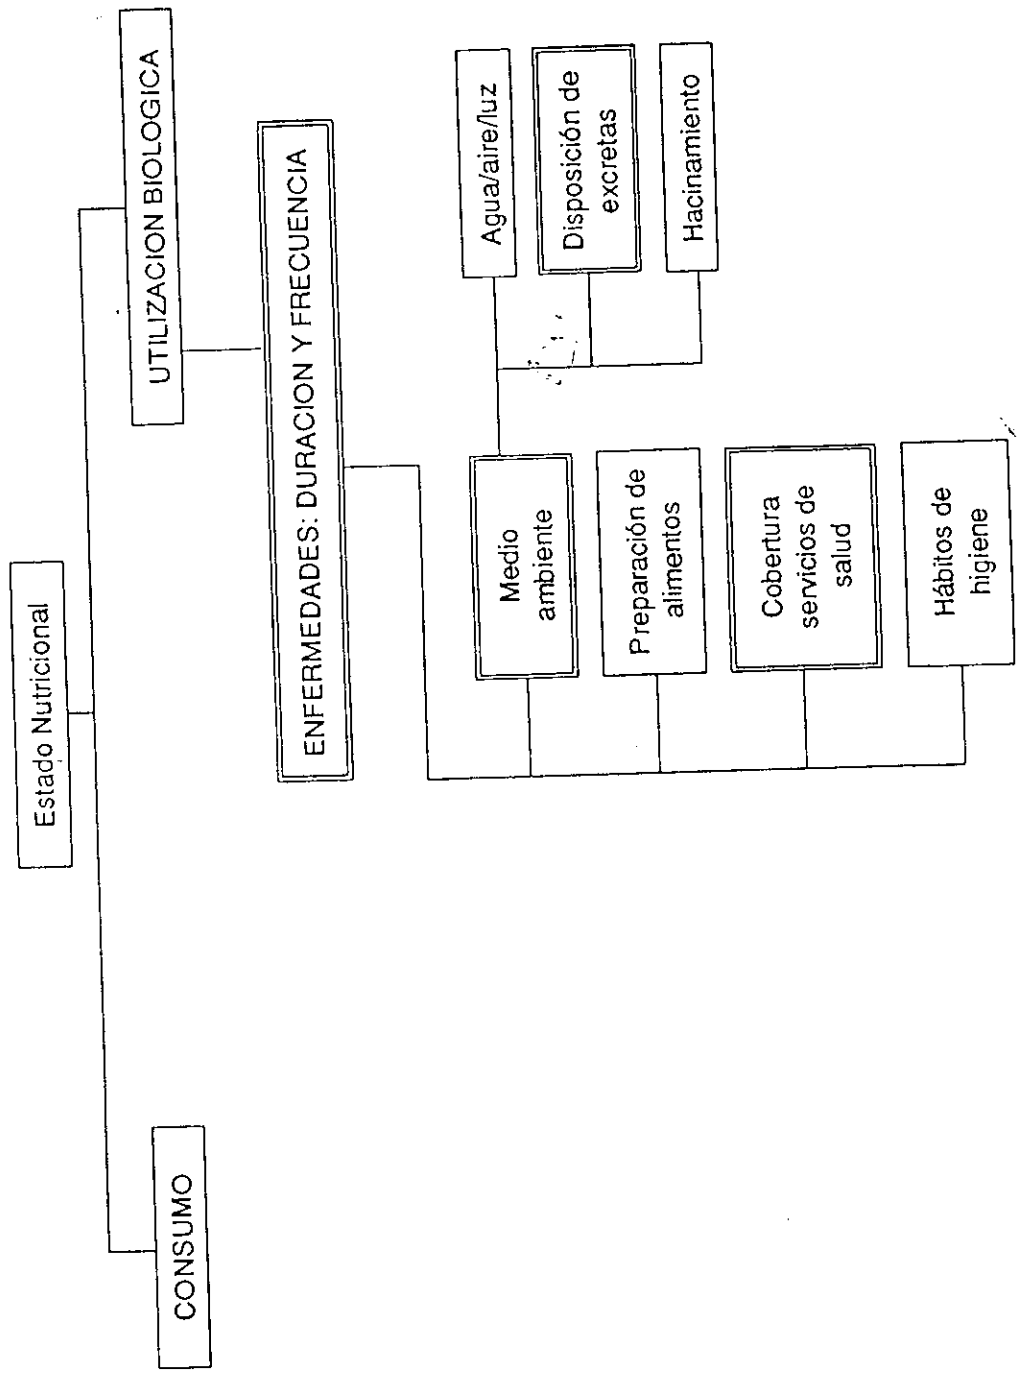 Estado Nutricional
CONSUMO
UTILIZACION BIOLOGICA
ENFERMEDADES: DURACION Y FRECUENCIA
Medio
ambiente
Agua/aire/luz
Disposición de
excretas
Hacinamiento
Preparación de
alimentos
Cobertura
servicios de
salud
Hábitos de
higiene